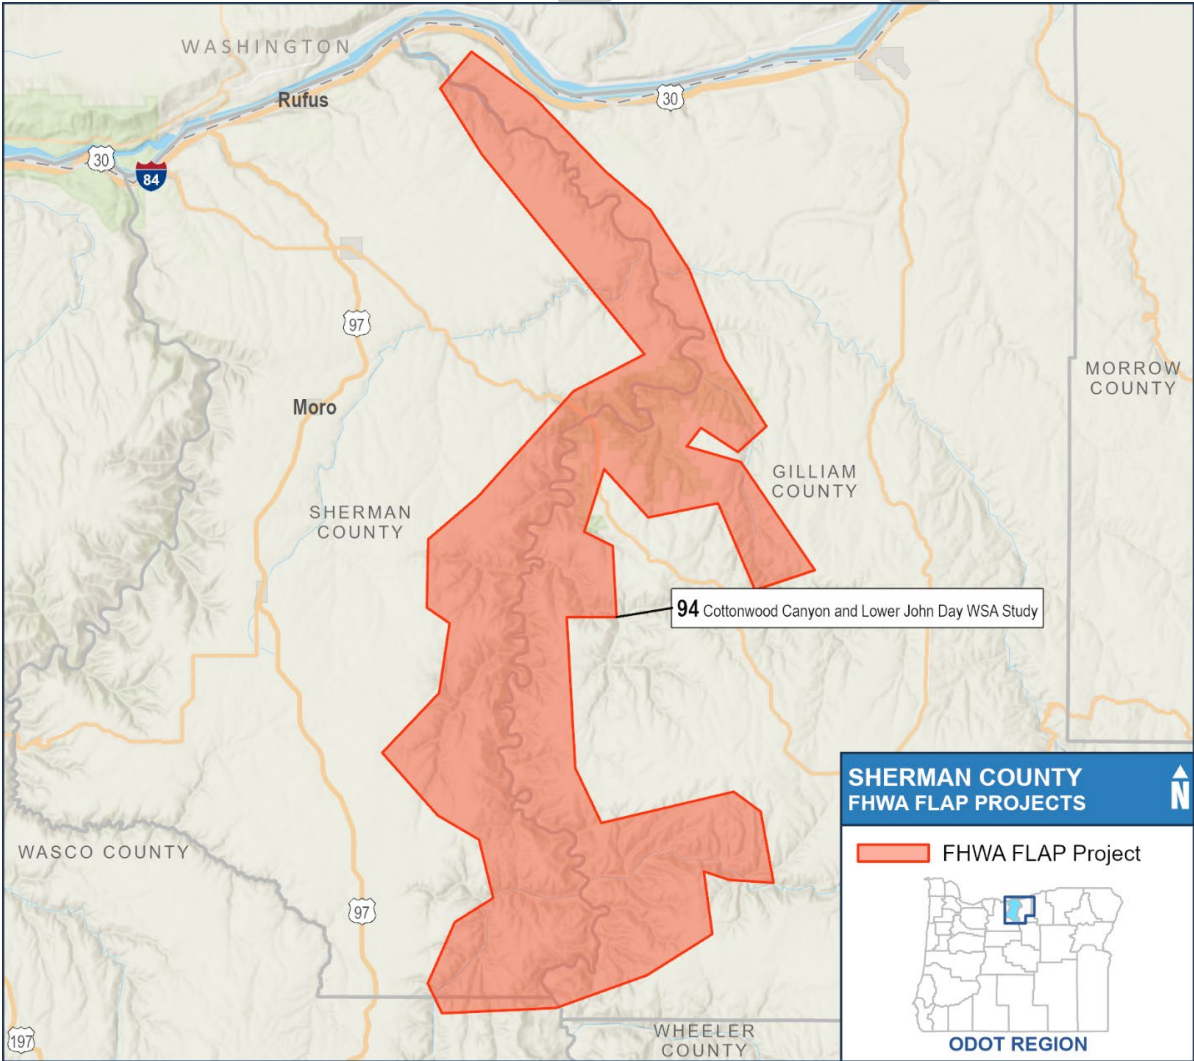 WASHINGTON
Rufus
30
30
84
97
MORROW
COUNTY
Moro
GILLIAM
COUNTY
SHERMAN
COUNTY
94 Cottonwood Canyon and Lower John Day WSA Study
WASCO COUNTY
97
197
WHEELER
COUNTY
SHERMAN COUNTY
FHWA FLAP PROJECTS
N
FHWA FLAP Project
ODOT REGION